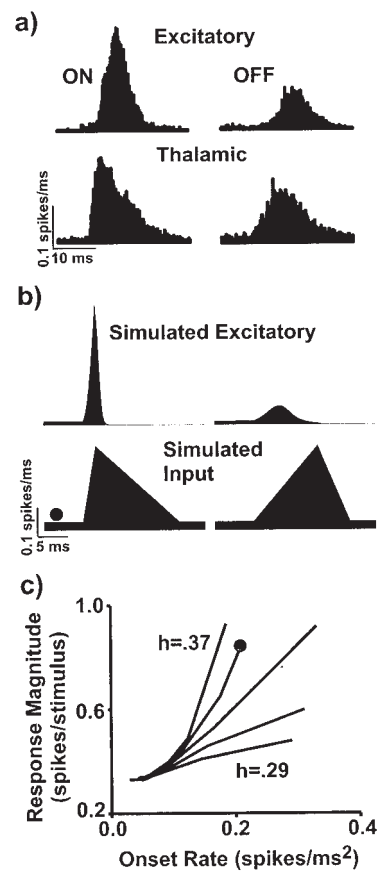 a)
Excitatory
ON
OFF
Thalamic
0.1 spikes/ms
10 ms
b)
Simulated Excitatory
Simulated
Input
0.1 spikes/ms
5 ms
c)
Response Magnitude
(spikes/stimulus)
1.0
0.6
0.2
h=.37
h=.29
0.0
0.2
0.4
Onset Rate (spikes/ms²)